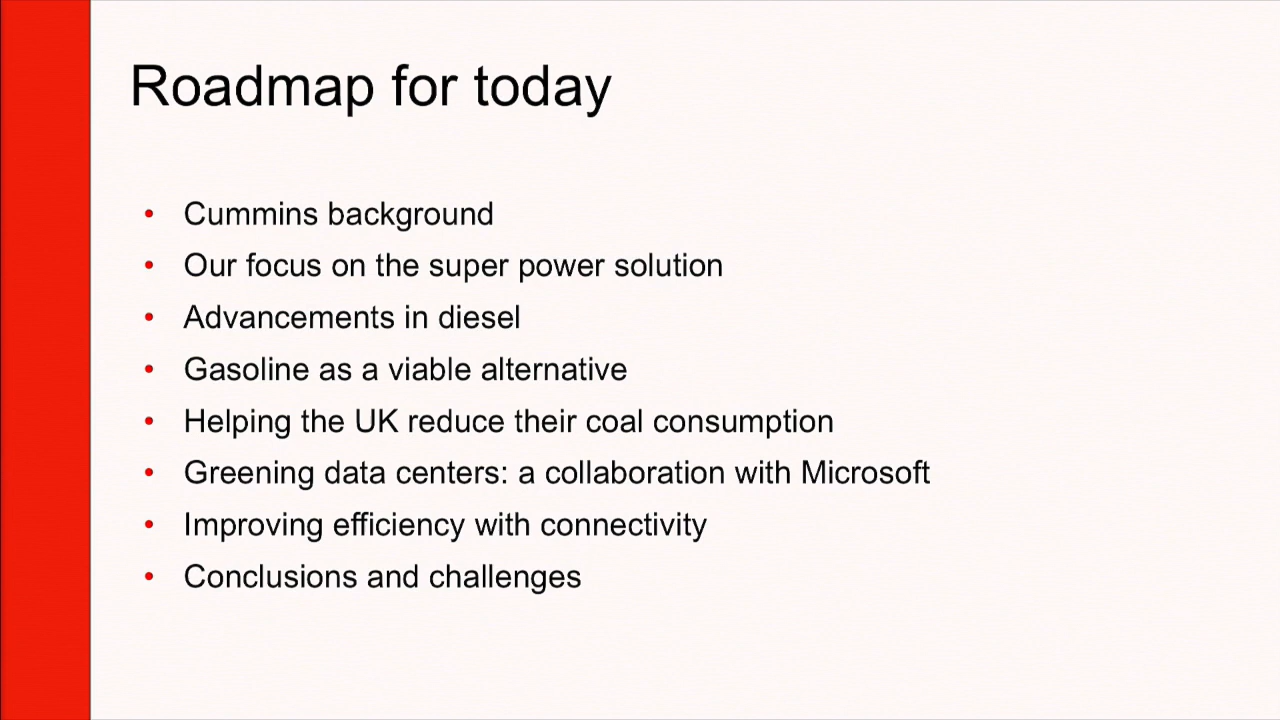 Roadmap for today
• Cummins background
• Our focus on the super power solution
• Advancements in diesel
• Gasoline as a viable alternative
• Helping the UK reduce their coal consumption
• Greening data centers: a collaboration with Microsoft
• Improving efficiency with connectivity
• Conclusions and challenges